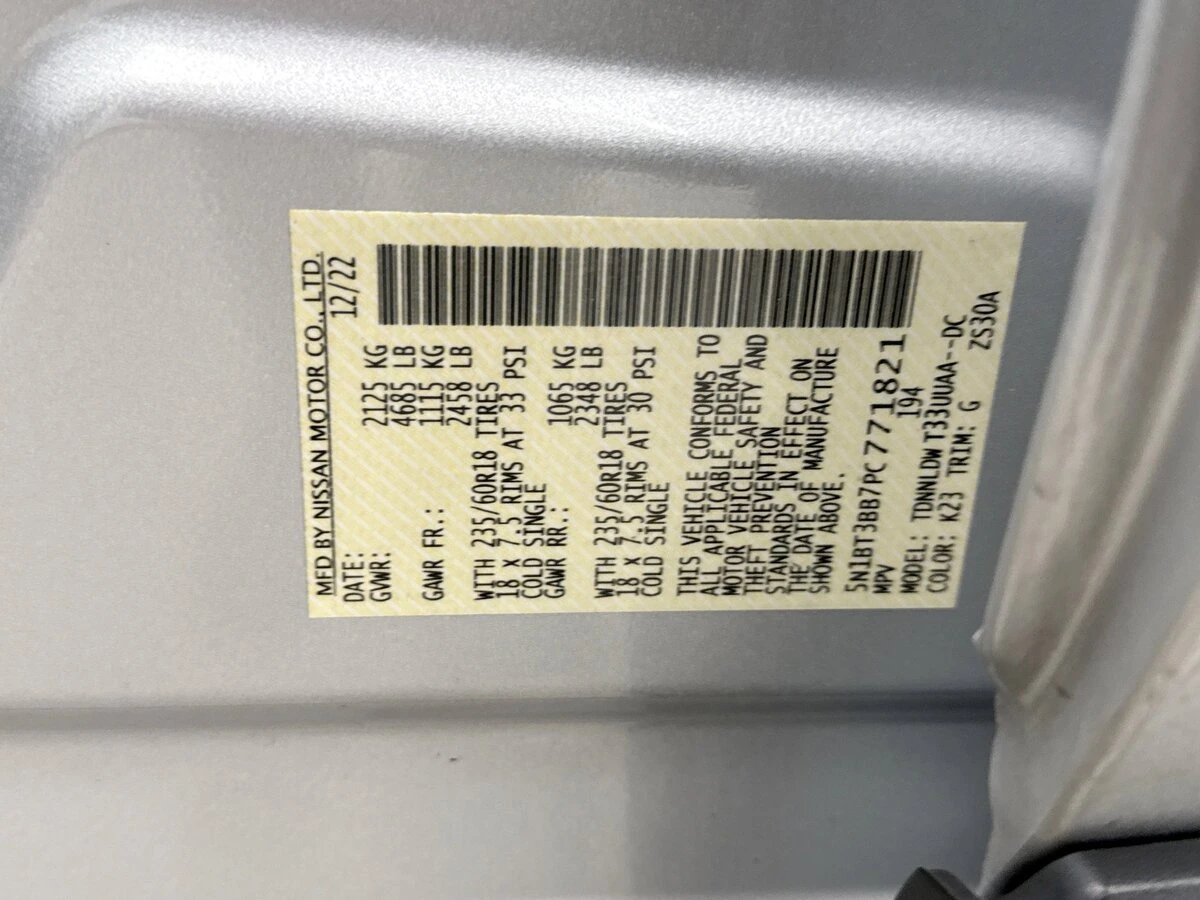 MFD BY NISSAN MOTOR CO., LTD.
DATE: 12/22
GVWR: 2125 KG
4685 LB
GAWR FR.: 1115 KG
2458 LB
WITH 235/60R18 TIRES
18 X 7.5 RIMS AT 33 PSI
COLD SINGLE
GAWR RR.: 1065 KG
2348 LB
WITH 235/60R18 TIRES
18 X 7.5 RIMS AT 30 PSI
COLD SINGLE
THIS VEHICLE CONFORMS TO
ALL APPLICABLE FEDERAL
MOTOR VEHICLE SAFETY AND
THEFT PREVENTION
STANDARDS IN EFFECT ON
THE DATE OF MANUFACTURE
SHOWN ABOVE.
5N1BT3BB7PC771821
MPV 194
MODEL: TDNNLDW T33UUAA--DC
COLOR: K23 TRIM: G ZS30A